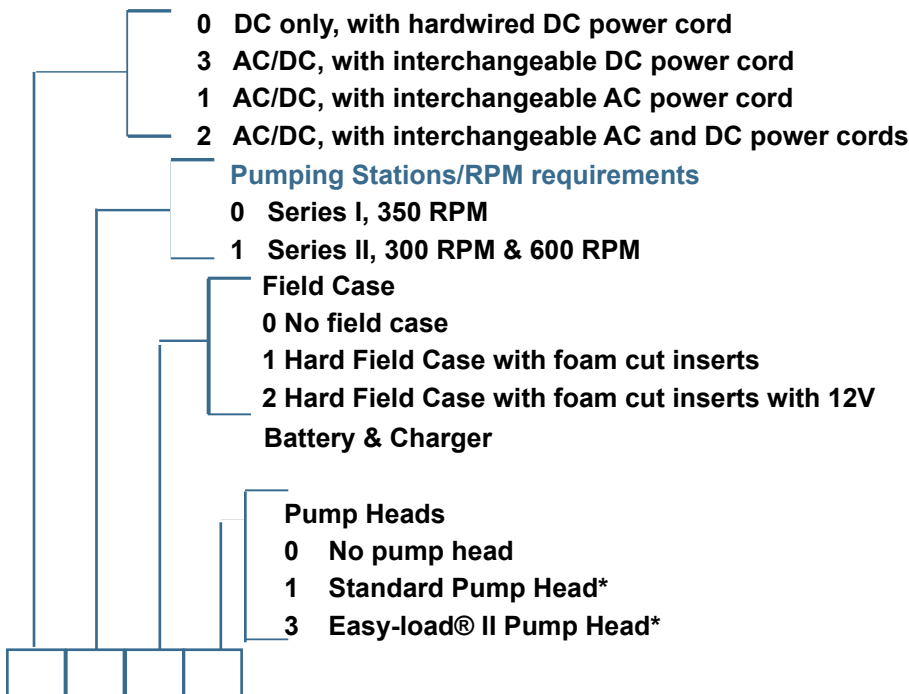 0 DC only, with hardwired DC power cord
3 AC/DC, with interchangeable DC power cord
1 AC/DC, with interchangeable AC power cord
2 AC/DC, with interchangeable AC and DC power cords
Pumping Stations/RPM requirements
0 Series I, 350 RPM
1 Series II, 300 RPM & 600 RPM
Field Case
0 No field case
1 Hard Field Case with foam cut inserts
2 Hard Field Case with foam cut inserts with 12V
Battery & Charger
Pump Heads
0 No pump head
1 Standard Pump Head*
3 Easy-load® II Pump Head*